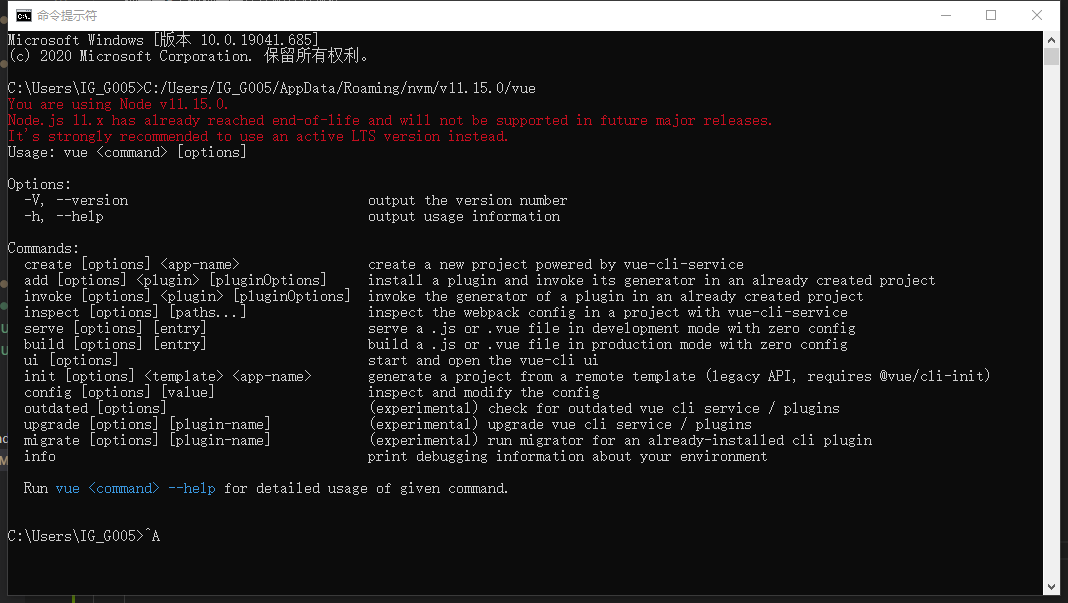 命令提示符
Microsoft Windows [版本 10.0.19041.685]
(c) 2020 Microsoft Corporation. 保留所有权利。
C:\Users\IG_G005>C:/Users/IG_G005/AppData/Roaming/nvm/v11.15.0/vue
You are using Node v11.15.0.
Node.js 11.x has already reached end-of-life and will not be supported in future major releases.
It's strongly recommended to use an active LTS version instead.
Usage: vue <command> [options]
Options:
-V, --version output the version number
-h, --help output usage information
Commands:
create [options] <app-name> create a new project powered by vue-cli-service
add [options] <plugin> [pluginOptions] install a plugin and invoke its generator in an already created project
invoke [options] <plugin> [pluginOptions] invoke the generator of a plugin in an already created project
inspect [options] [paths...] inspect the webpack config in a project with vue-cli-service
serve [options] [entry] serve a .js or .vue file in development mode with zero config
build [options] [entry] build a .js or .vue file in production mode with zero config
ui [options] start and open the vue-cli ui
init [options] <template> <app-name> generate a project from a remote template (legacy API, requires @vue/cli-init)
config [options] [value] inspect and modify the config
outdated [options] (experimental) check for outdated vue cli service / plugins
upgrade [options] [plugin-name] (experimental) upgrade vue cli service / plugins
migrate [options] [plugin-name] (experimental) run migrator for an already-installed cli plugin
info print debugging information about your environment
Run vue <command> --help for detailed usage of given command.
C:\Users\IG_G005>^A